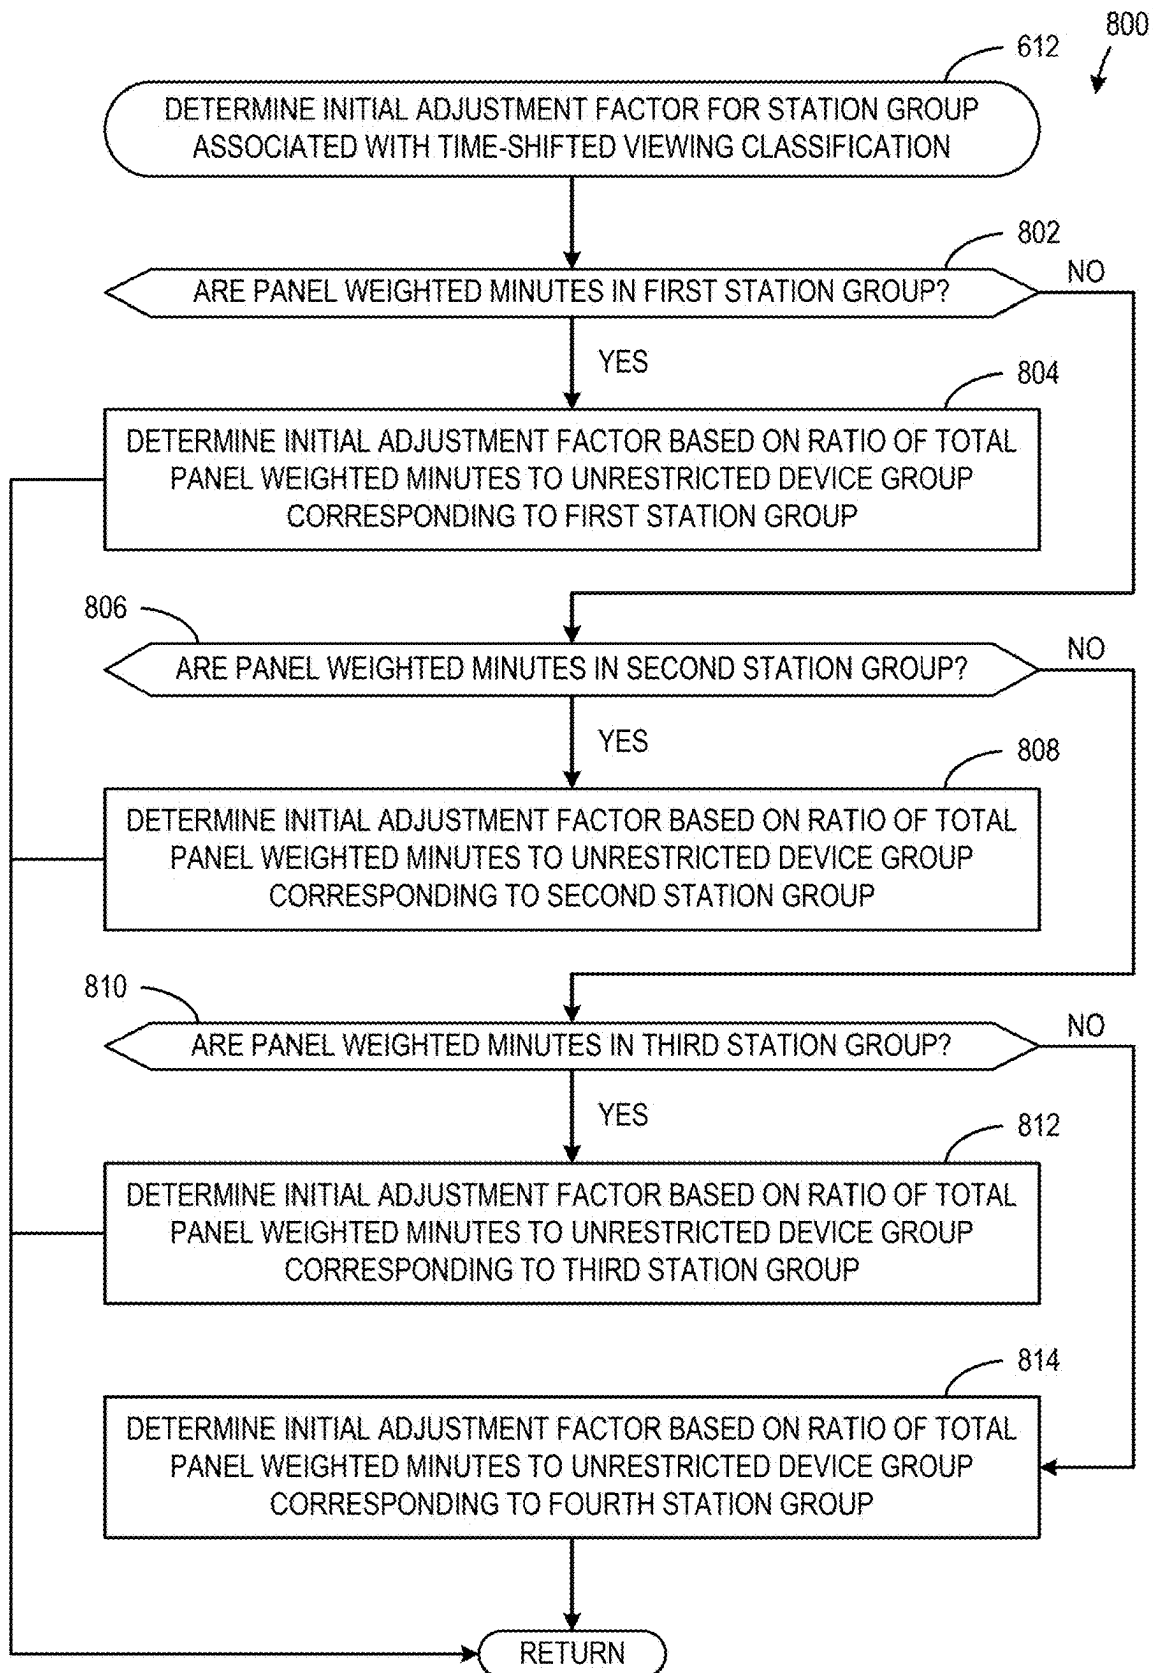 800
612
DETERMINE INITIAL ADJUSTMENT FACTOR FOR STATION GROUP
ASSOCIATED WITH TIME-SHIFTED VIEWING CLASSIFICATION
802
ARE PANEL WEIGHTED MINUTES IN FIRST STATION GROUP?
NO
YES
804
DETERMINE INITIAL ADJUSTMENT FACTOR BASED ON RATIO OF TOTAL
PANEL WEIGHTED MINUTES TO UNRESTRICTED DEVICE GROUP
CORRESPONDING TO FIRST STATION GROUP
806
ARE PANEL WEIGHTED MINUTES IN SECOND STATION GROUP?
NO
YES
808
DETERMINE INITIAL ADJUSTMENT FACTOR BASED ON RATIO OF TOTAL
PANEL WEIGHTED MINUTES TO UNRESTRICTED DEVICE GROUP
CORRESPONDING TO SECOND STATION GROUP
810
ARE PANEL WEIGHTED MINUTES IN THIRD STATION GROUP?
NO
YES
812
DETERMINE INITIAL ADJUSTMENT FACTOR BASED ON RATIO OF TOTAL
PANEL WEIGHTED MINUTES TO UNRESTRICTED DEVICE GROUP
CORRESPONDING TO THIRD STATION GROUP
814
DETERMINE INITIAL ADJUSTMENT FACTOR BASED ON RATIO OF TOTAL
PANEL WEIGHTED MINUTES TO UNRESTRICTED DEVICE GROUP
CORRESPONDING TO FOURTH STATION GROUP
RETURN